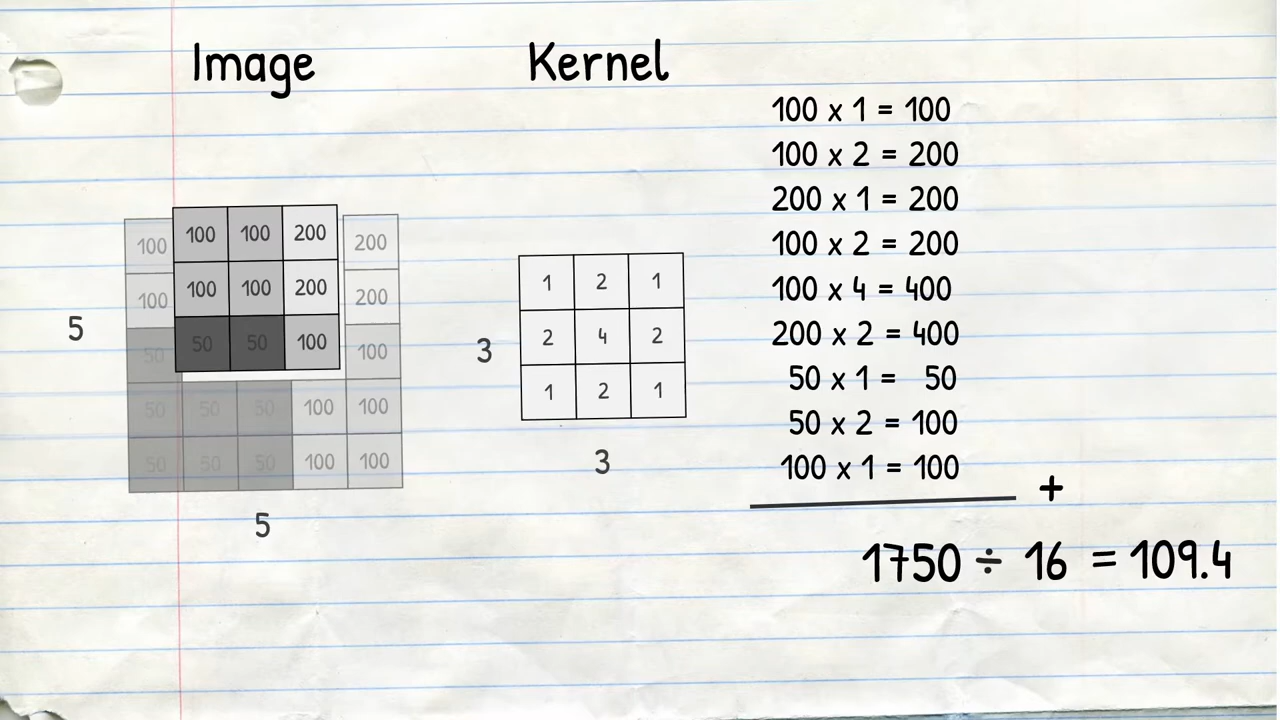 Image
Kernel
100 100 100 200 200
100 100 100 200 200
50 50 50 100 100
50 50 50 100 100
50 50 50 100 100
5
5
1 2 1
2 4 2
1 2 1
3
3
100 x 1 = 100
100 x 2 = 200
200 x 1 = 200
100 x 2 = 200
100 x 4 = 400
200 x 2 = 400
50 x 1 = 50
50 x 2 = 100
100 x 1 = 100
+
1750 ÷ 16 = 109.4